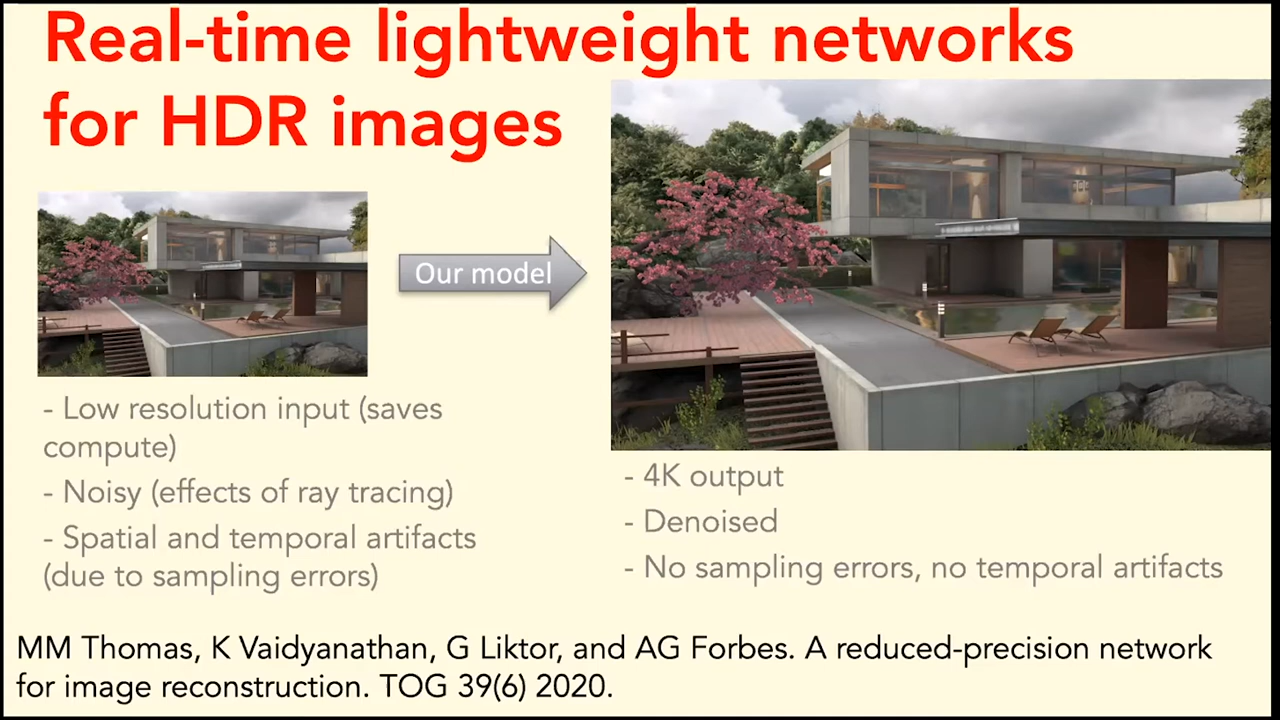 Real-time lightweight networks
for HDR images
Our model
- Low resolution input (saves
compute)
- Noisy (effects of ray tracing)
- Spatial and temporal artifacts
(due to sampling errors)
- 4K output
- Denoised
- No sampling errors, no temporal artifacts
MM Thomas, K Vaidyanathan, G Liktor, and AG Forbes. A reduced-precision network
for image reconstruction. TOG 39(6) 2020.